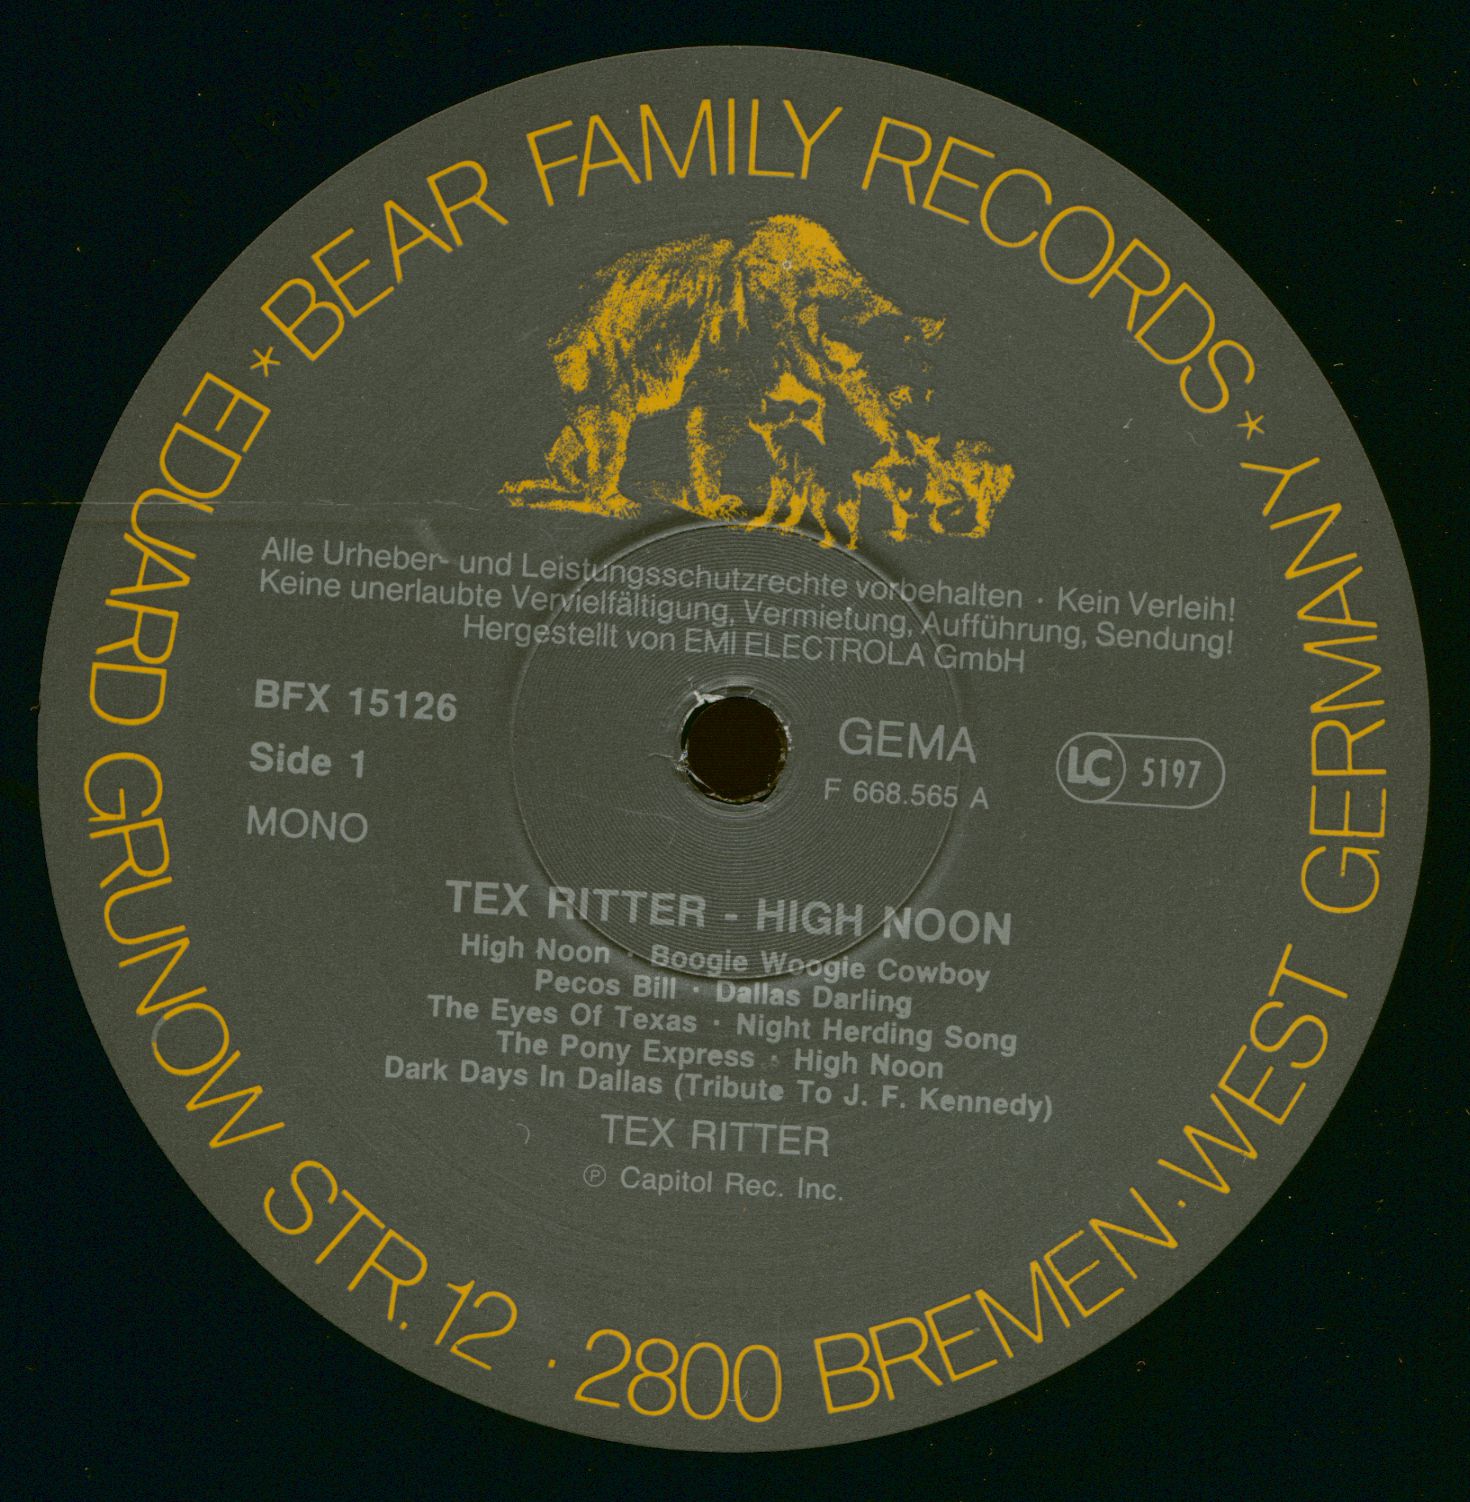 BEAR FAMILY RECORDS
* EDUARD GRUNOW STR. 12 · 2800 BREMEN · WEST GERMANY *
Alle Urheber- und Leistungsschutzrechte vorbehalten · Kein Verleih!
Keine unerlaubte Vervielfältigung, Vermietung, Aufführung, Sendung!
Hergestellt von EMI ELECTROLA GmbH
BFX 15126
Side 1
MONO
GEMA
F 668.565 A
LC 5197
TEX RITTER - HIGH NOON
High Noon · Boogie Woogie Cowboy
Pecos Bill · Dallas Darling
The Eyes Of Texas · Night Herding Song
The Pony Express · High Noon
Dark Days In Dallas (Tribute To J. F. Kennedy)
TEX RITTER
℗ Capitol Rec. Inc.